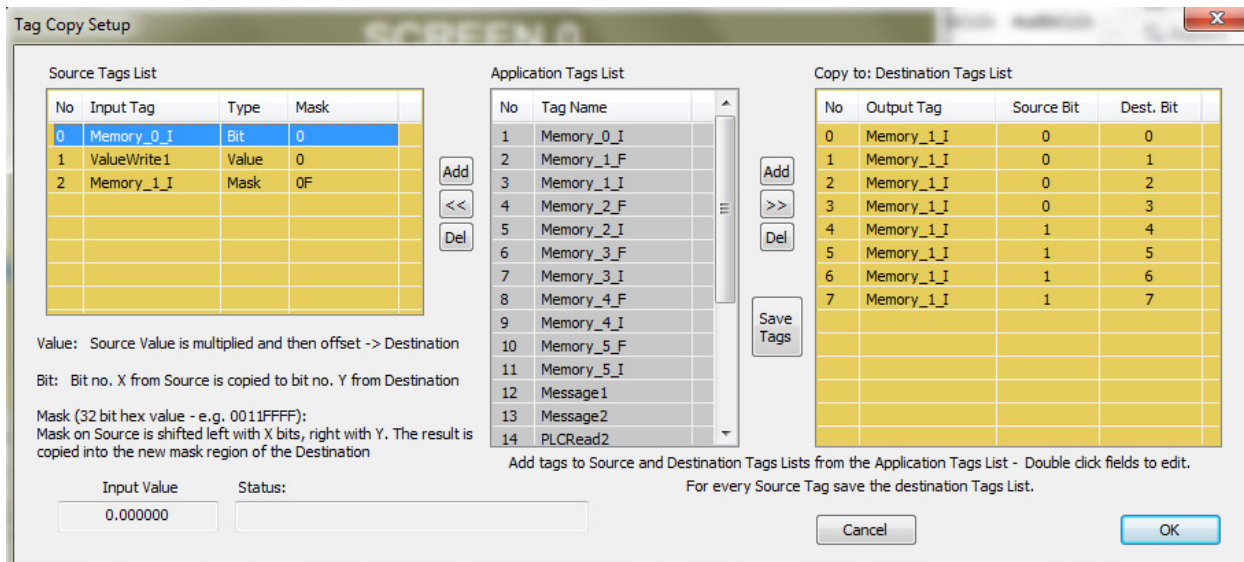 Tag Copy Setup
SCREEN 0
Source Tags List
No Input Tag Type Mask
0 Memory_0_I Bit 0
1 ValueWrite1 Value 0
2 Memory_1_I Mask 0F
Add
<<
Del
Value: Source Value is multiplied and then offset -> Destination
Bit: Bit no. X from Source is copied to bit no. Y from Destination
Mask (32 bit hex value - e.g. 0011FFFF):
Mask on Source is shifted left with X bits, right with Y. The result is
copied into the new mask region of the Destination
Input Value Status:
0.000000
Application Tags List
No Tag Name
1 Memory_0_I
2 Memory_1_F
3 Memory_1_I
4 Memory_2_F
5 Memory_2_I
6 Memory_3_F
7 Memory_3_I
8 Memory_4_F
9 Memory_4_I
10 Memory_5_F
11 Memory_5_I
12 Message1
13 Message2
14 PLCRead2
Add
>>
Del
Save
Tags
Copy to: Destination Tags List
No Output Tag Source Bit Dest. Bit
0 Memory_1_I 0 0
1 Memory_1_I 0 1
2 Memory_1_I 0 2
3 Memory_1_I 0 3
4 Memory_1_I 1 4
5 Memory_1_I 1 5
6 Memory_1_I 1 6
7 Memory_1_I 1 7
Add tags to Source and Destination Tags Lists from the Application Tags List - Double click fields to edit.
For every Source Tag save the destination Tags List.
Cancel
OK